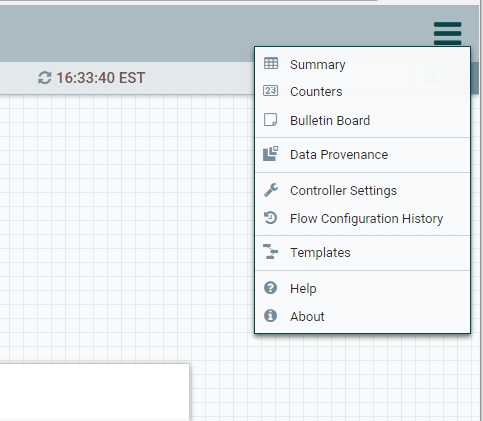 16:33:40 EST
Summary
23 Counters
Bulletin Board
Data Provenance
Controller Settings
Flow Configuration History
Templates
? Help
i About